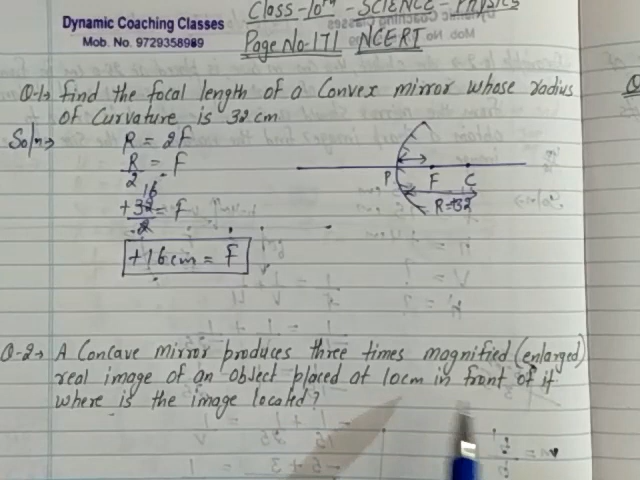 Class-10th - SCIENCE - Physics
Dynamic Coaching Classes
Mob. No. 9729358989
Page No-171 NCERT
Q-1→ find the focal length of a Convex mirror whose radius
of Curvature is 32 cm
Soln→ R = 2F
R/2 = F
16
+32/2 = F
+16cm = F
P F C
R=+32
Q-2→ A Concave mirror produces three times magnified (enlarged)
real image of an object placed at 10cm in front of it
where is the image located?